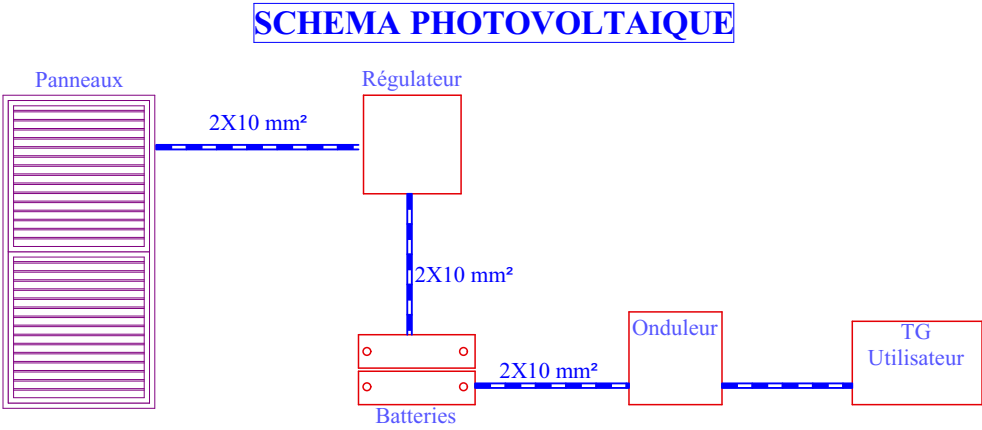 SCHEMA PHOTOVOLTAIQUE
Panneaux
Régulateur
2X10 mm²
2X10 mm²
Onduleur
TG
Utilisateur
2X10 mm²
Batteries